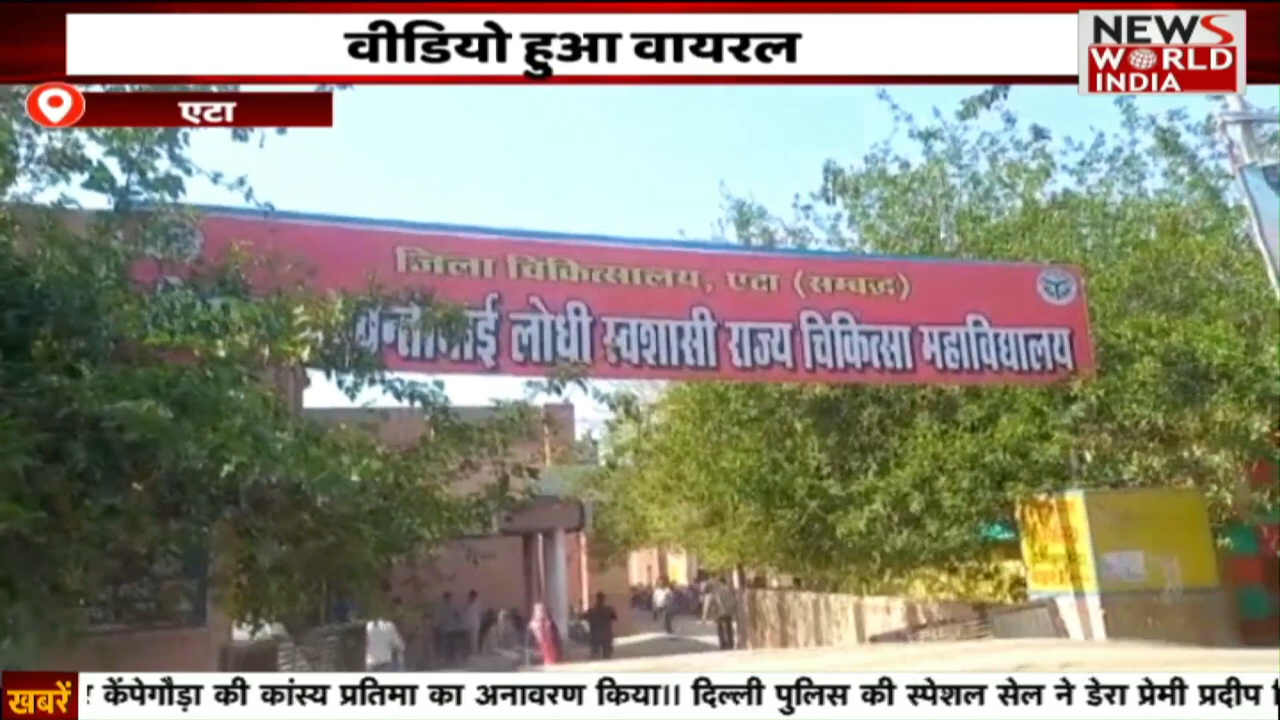 वीडियो हुआ वायरल
NEWS
WORLD
INDIA
एटा
जिला चिकित्सालय, एटा (सम्बद्ध)
लोधी स्वशासी राज्य चिकित्सा महाविद्यालय
खबरें
केंपेगौड़ा की कांस्य प्रतिमा का अनावरण किया।। दिल्ली पुलिस की स्पेशल सेल ने डेरा प्रेमी प्रदीप